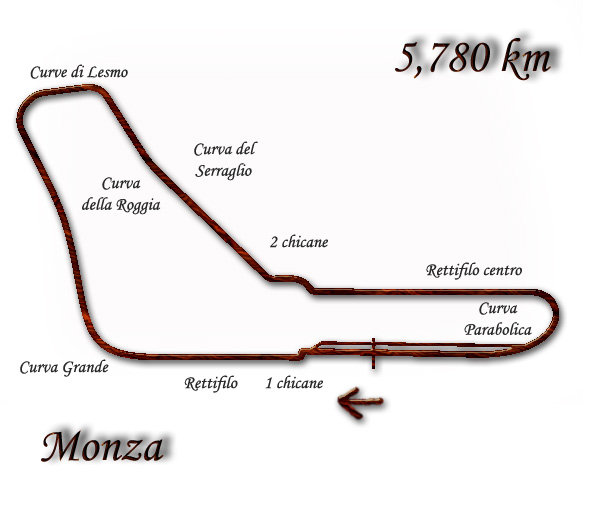 5,780 km
Curve di Lesmo
Curva del
Serraglio
Curva
della Roggia
2 chicane
Rettifilo centro
Curva
Parabolica
Curva Grande
Rettifilo
1 chicane
Monza